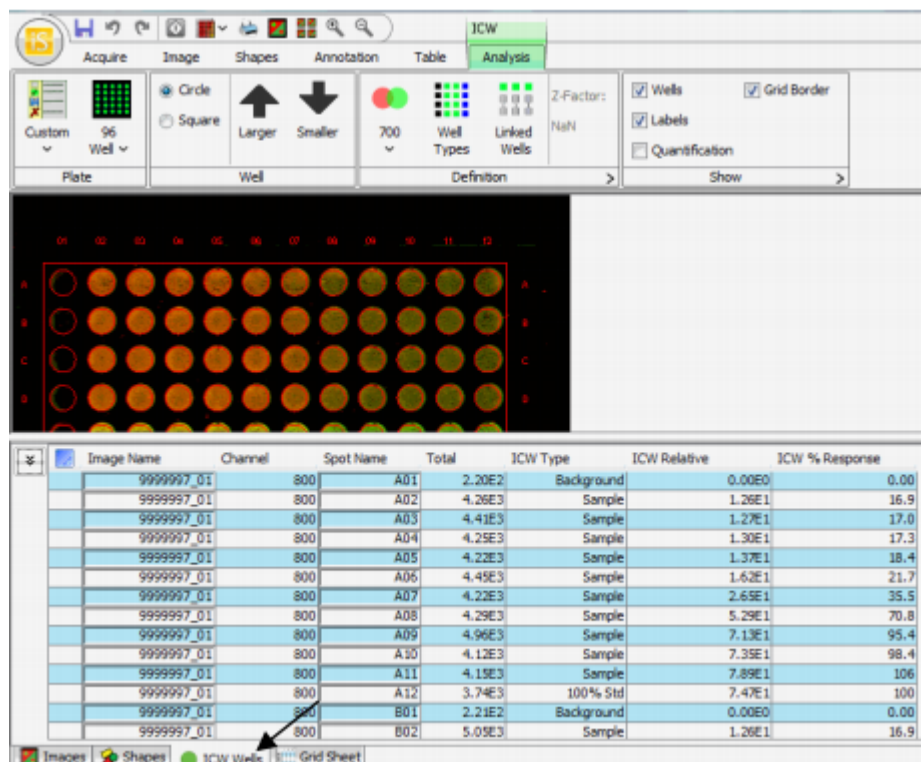 iS
ICW
Acquire Image Shapes Annotation Table Analysis
Custom
96 Well
Circle
Square
Larger
Smaller
700
Well Types
Linked Wells
Z-Factor:
NaN
Wells
Grid Border
Labels
Quantification
Plate Well Definition Show
01 02 03 04 05 06 07 08 09 10 11 12
A A
B B
C C
Image Name Channel Spot Name Total ICW Type ICW Relative ICW % Response
9999997_01 800 A01 2.20E2 Background 0.00E0 0.00
9999997_01 800 A02 4.26E3 Sample 1.26E1 16.9
9999997_01 800 A03 4.41E3 Sample 1.27E1 17.0
9999997_01 800 A04 4.25E3 Sample 1.30E1 17.3
9999997_01 800 A05 4.22E3 Sample 1.37E1 18.4
9999997_01 800 A06 4.45E3 Sample 1.62E1 21.7
9999997_01 800 A07 4.22E3 Sample 2.65E1 35.5
9999997_01 800 A08 4.29E3 Sample 5.29E1 70.8
9999997_01 800 A09 4.96E3 Sample 7.13E1 95.4
9999997_01 800 A10 4.12E3 Sample 7.35E1 98.4
9999997_01 800 A11 4.15E3 Sample 7.89E1 106
9999997_01 800 A12 3.74E3 100% Std 7.47E1 100
9999997_01 800 B01 2.21E2 Background 0.00E0 0.00
9999997_01 800 B02 5.05E3 Sample 1.26E1 16.9
Images Shapes ICW Wells Grid Sheet